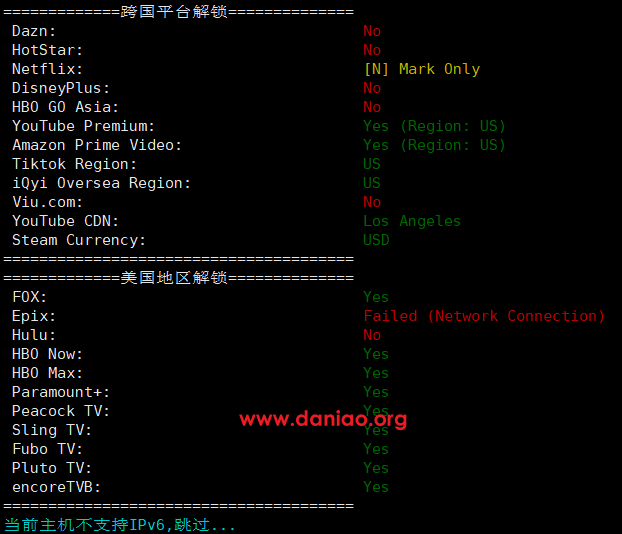 =============跨国平台解锁==============
Dazn: No
HotStar: No
Netflix: [N] Mark Only
DisneyPlus: No
HBO GO Asia: No
YouTube Premium: Yes (Region: US)
Amazon Prime Video: Yes (Region: US)
Tiktok Region: US
iQyi Oversea Region: US
Viu.com: No
YouTube CDN: Los Angeles
Steam Currency: USD
=======================================
=============美国地区解锁==============
FOX: Yes
Epix: Failed (Network Connection)
Hulu: No
HBO Now: Yes
HBO Max: Yes
Paramount+: Yes
Peacock TV: Yes
www.daniao.org
Sling TV: Yes
Fubo TV: Yes
Pluto TV: Yes
encoreTVB: Yes
=======================================
当前主机不支持IPv6,跳过...